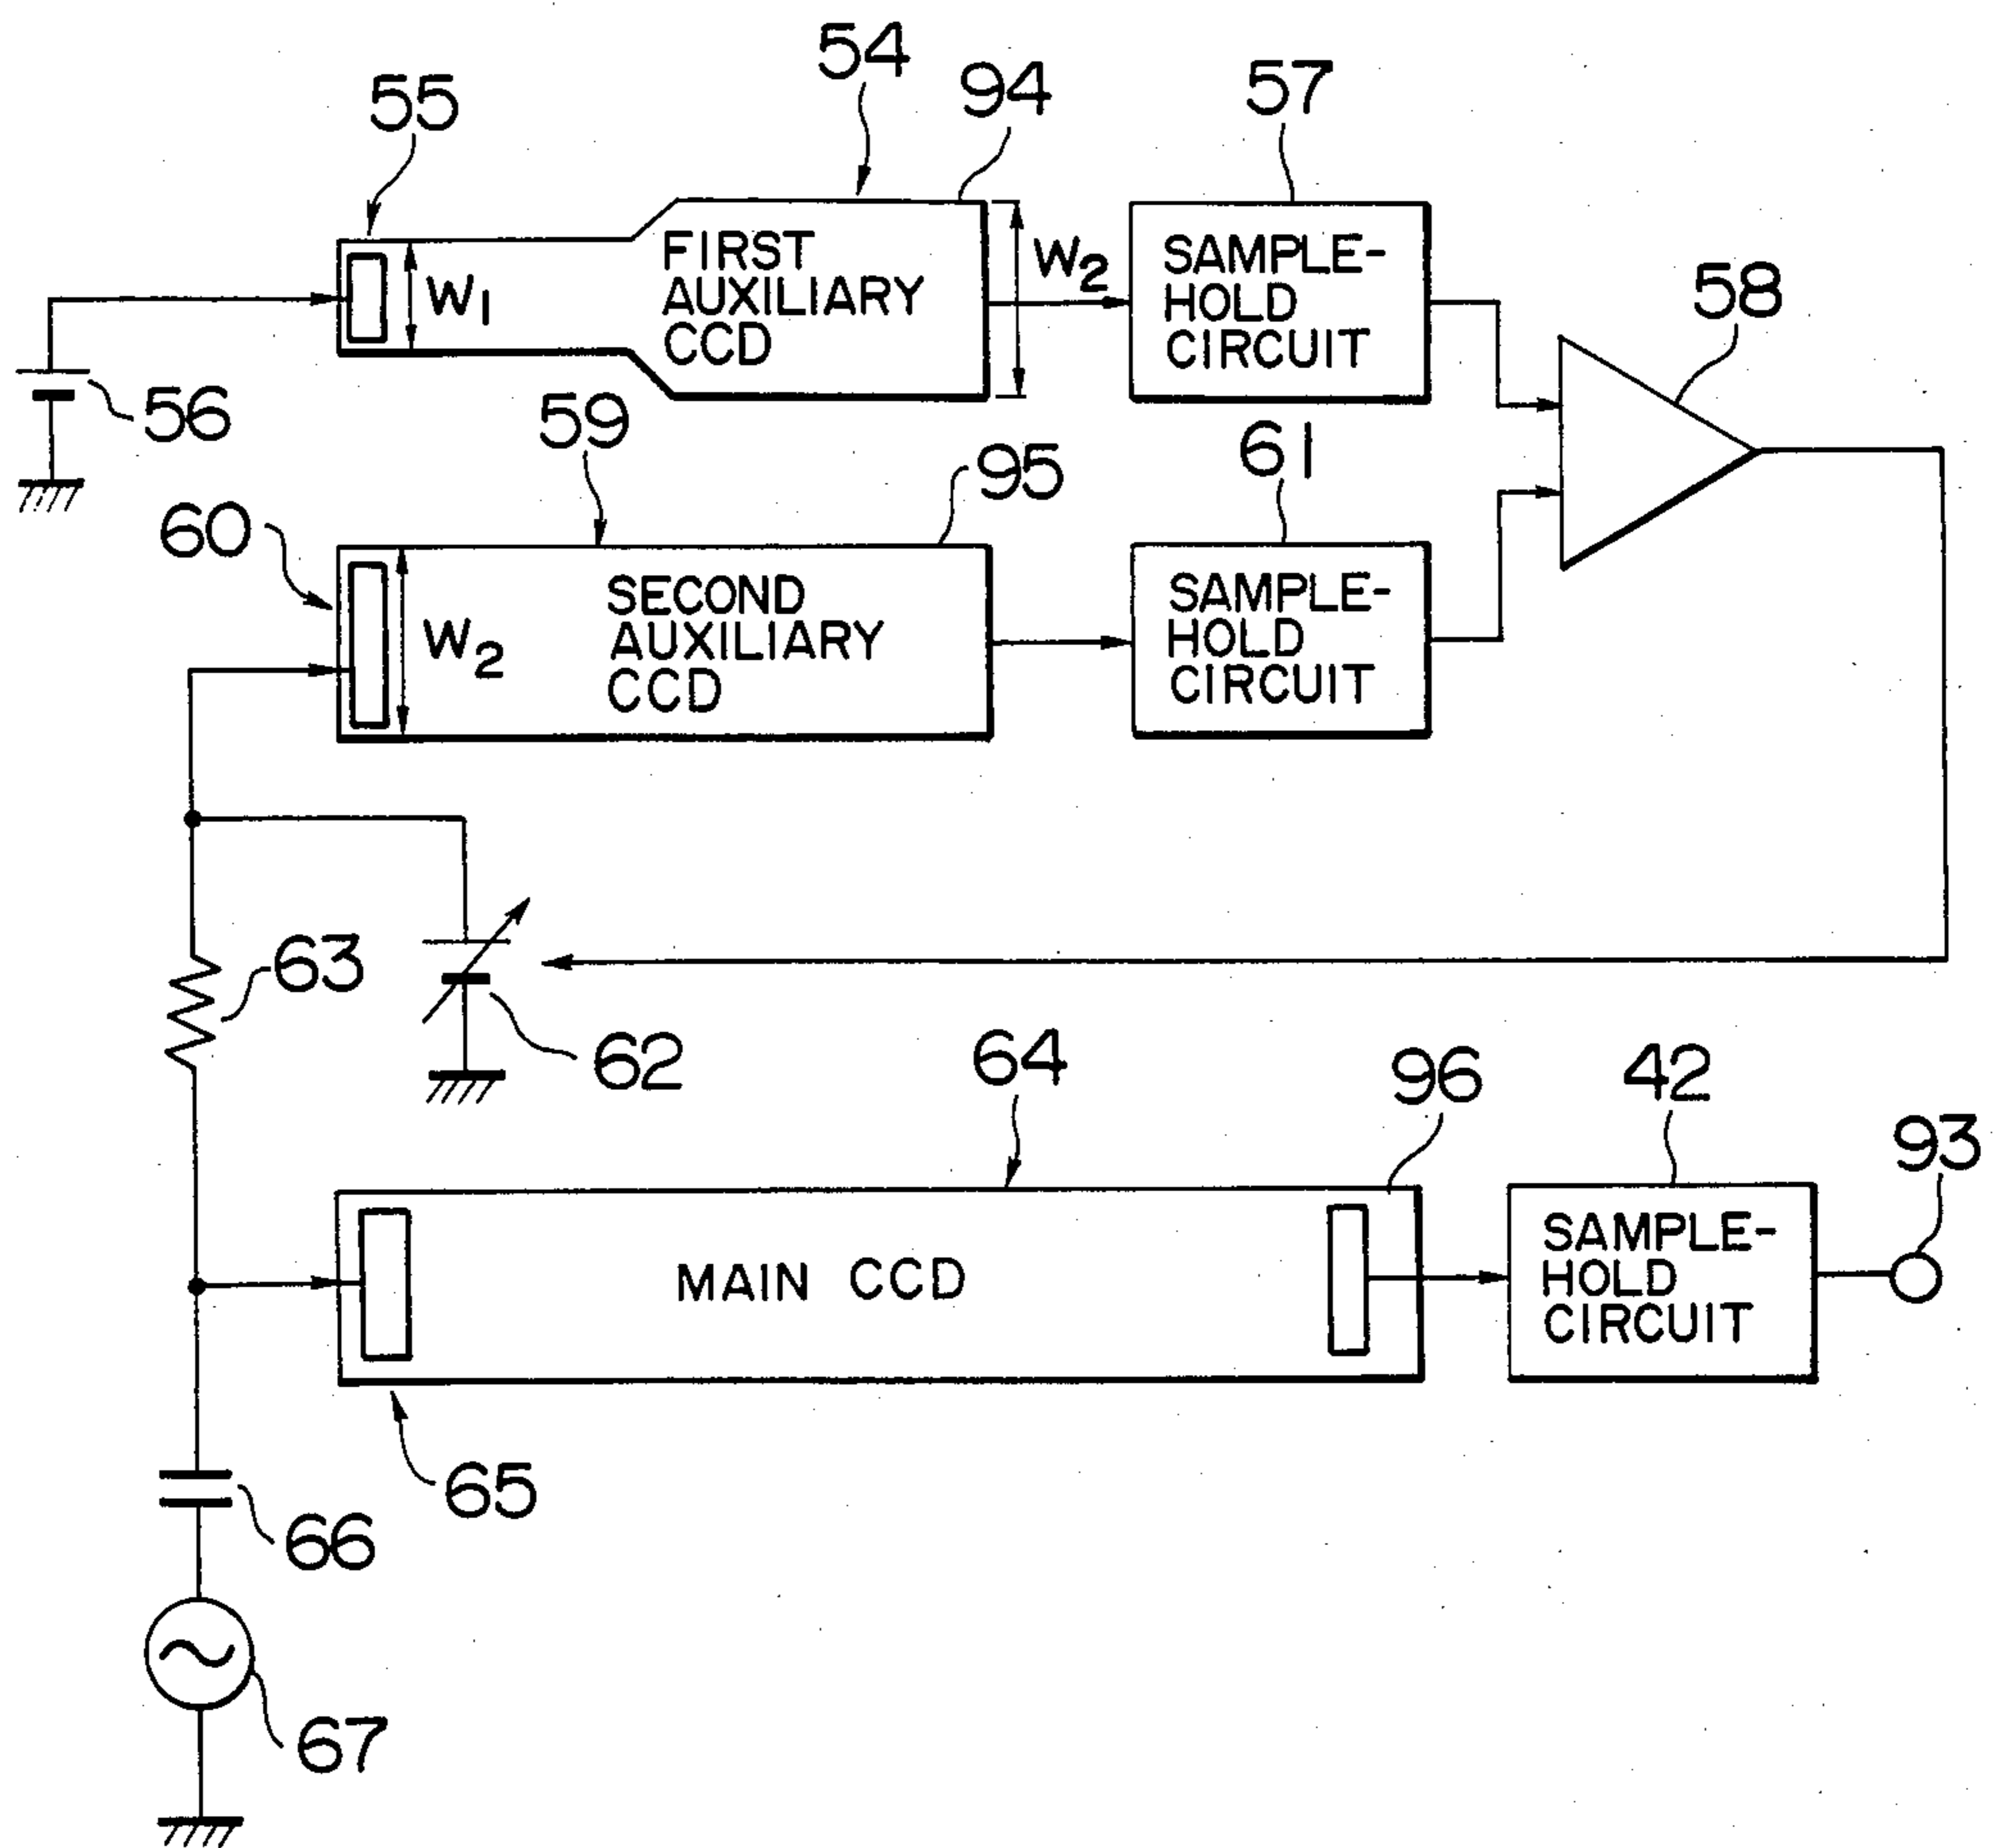 54
94
57
55
FIRST
AUXILIARY
CCD
W1
W2
SAMPLE-
HOLD
CIRCUIT
58
56
59
95
61
60
SECOND
AUXILIARY
CCD
W2
SAMPLE-
HOLD
CIRCUIT
63
62
64
96
42
93
MAIN CCD
SAMPLE-
HOLD
CIRCUIT
65
66
67